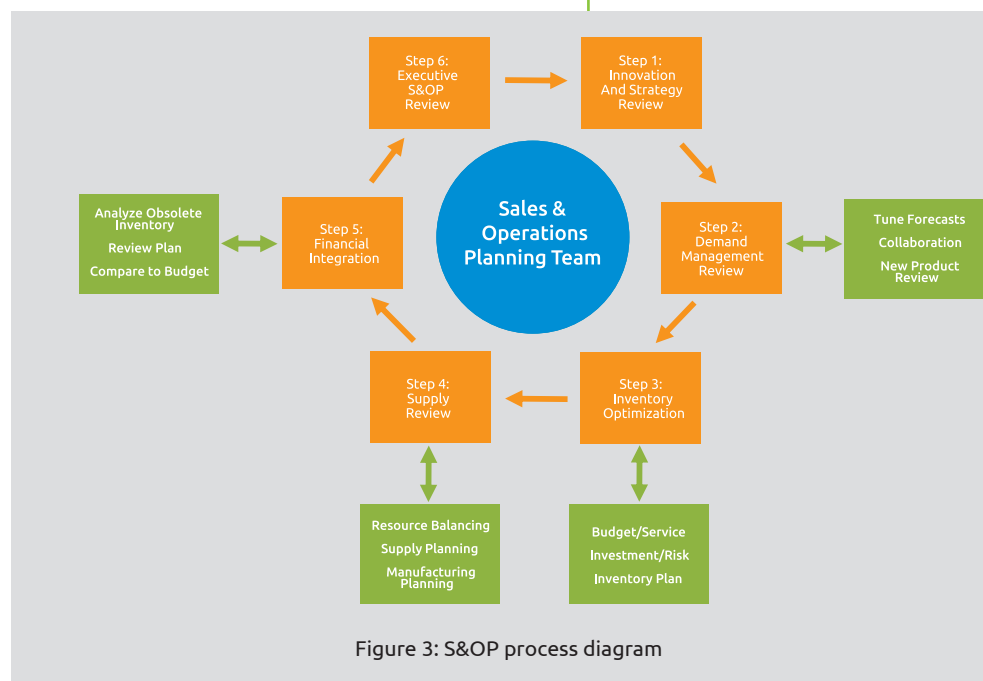 Step 6:
Executive
S&OP
Review
Step 1:
Innovation
And Strategy
Review
Sales &
Operations
Planning Team
Analyze Obsolete
Inventory
Review Plan
Compare to Budget
Step 5:
Financial
Integration
Step 2:
Demand
Management
Review
Tune Forecasts
Collaboration
New Product
Review
Step 4:
Supply
Review
Step 3:
Inventory
Optimization
Resource Balancing
Supply Planning
Manufacturing
Planning
Budget/Service
Investment/Risk
Inventory Plan
Figure 3: S&OP process diagram